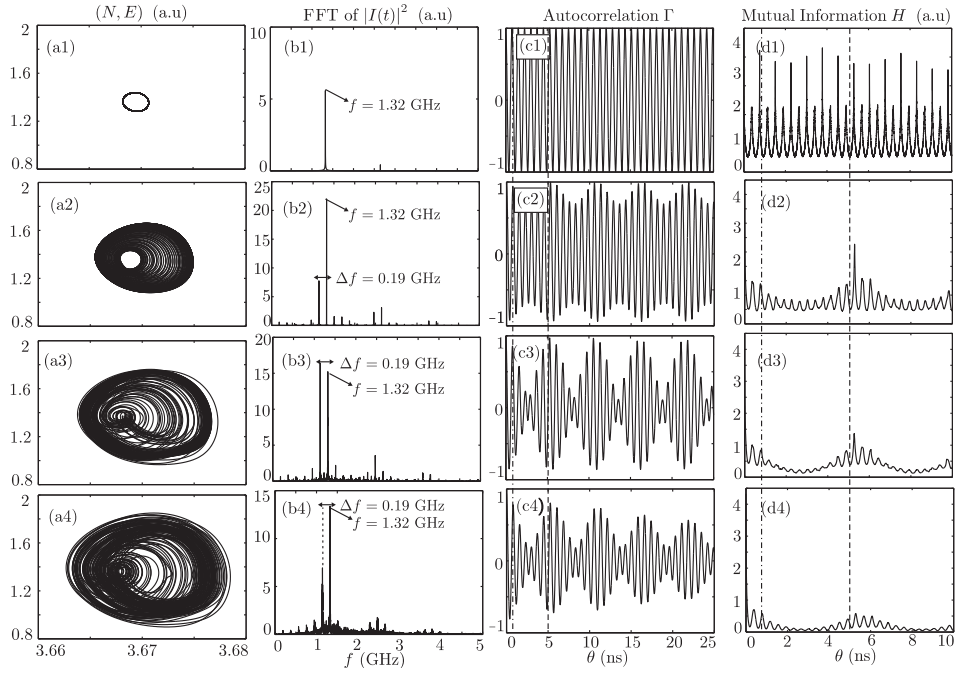 (N, E) (a.u) FFT of |I(t)|² (a.u) Autocorrelation Γ Mutual Information H (a.u)
2
1.6
1.2
0.8
(a1)
10
5
0
(b1)
f = 1.32 GHz
1
0
−1
(c1)
4
3
2
1
0
(d1)
2
1.6
1.2
0.8
(a2)
25
20
15
10
5
0
(b2)
f = 1.32 GHz
Δf = 0.19 GHz
1
0
−1
(c2)
4
3
2
1
0
(d2)
2
1.6
1.2
0.8
(a3)
20
15
10
5
0
(b3)
Δf = 0.19 GHz
f = 1.32 GHz
1
0
−1
(c3)
4
3
2
1
0
(d3)
2
1.6
1.2
0.8
(a4)
15
10
5
0
(b4)
Δf = 0.19 GHz
f = 1.32 GHz
1
0
−1
(c4)
4
3
2
1
0
(d4)
3.66 3.67 3.68
0 1 2 3 4 5
f (GHz)
0 5 10 15 20 25
θ (ns)
0 2 4 6 8 10
θ (ns)